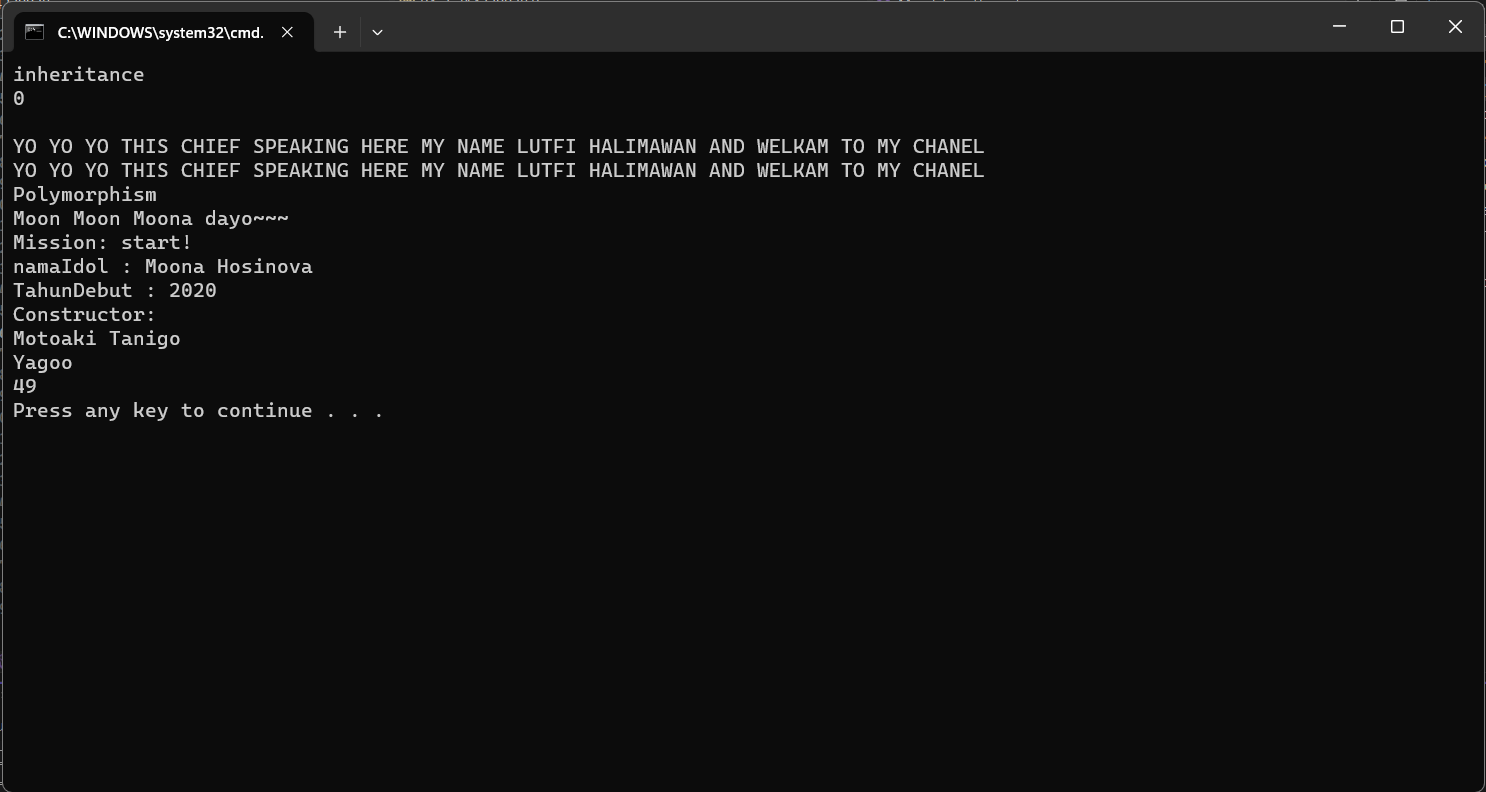 C:\WINDOWS\system32\cmd.
inheritance
0
YO YO YO THIS CHIEF SPEAKING HERE MY NAME LUTFI HALIMAWAN AND WELKAM TO MY CHANEL
YO YO YO THIS CHIEF SPEAKING HERE MY NAME LUTFI HALIMAWAN AND WELKAM TO MY CHANEL
Polymorphism
Moon Moon Moona dayo~~~
Mission: start!
namaIdol : Moona Hosinova
TahunDebut : 2020
Constructor:
Motoaki Tanigo
Yagoo
49
Press any key to continue . . .